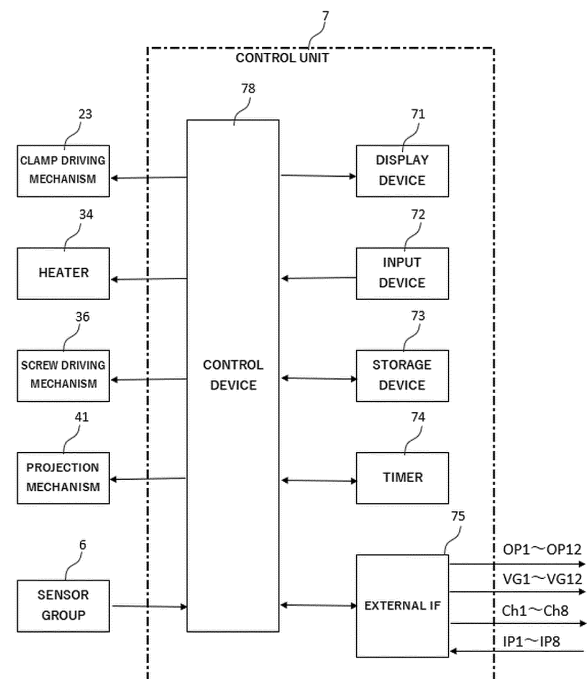 7
CONTROL UNIT
78
23
CLAMP DRIVING
MECHANISM
71
DISPLAY
DEVICE
34
HEATER
72
INPUT
DEVICE
36
SCREW DRIVING
MECHANISM
CONTROL
DEVICE
73
STORAGE
DEVICE
41
PROJECTION
MECHANISM
74
TIMER
6
SENSOR
GROUP
75
EXTERNAL IF
OP1～OP12
VG1～VG12
Ch1～Ch8
IP1～IP8